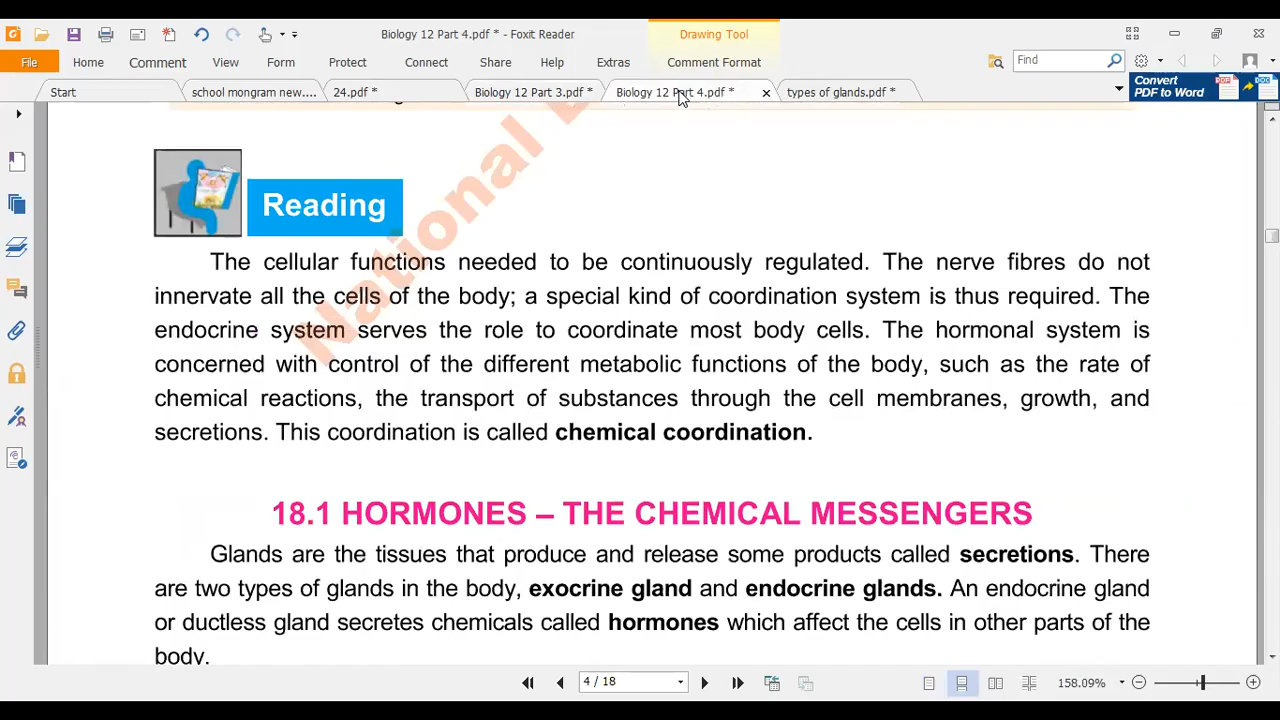 Biology 12 Part 4.pdf * - Foxit Reader
Drawing Tool
File Home Comment View Form Protect Connect Share Help Extras Comment Format Find
Start school mongram new.... 24.pdf * Biology 12 Part 3.pdf * Biology 12 Part 4.pdf * types of glands.pdf *
Convert
PDF to Word
National
Reading
The cellular functions needed to be continuously regulated. The nerve fibres do not
innervate all the cells of the body; a special kind of coordination system is thus required. The
endocrine system serves the role to coordinate most body cells. The hormonal system is
concerned with control of the different metabolic functions of the body, such as the rate of
chemical reactions, the transport of substances through the cell membranes, growth, and
secretions. This coordination is called chemical coordination.
18.1 HORMONES – THE CHEMICAL MESSENGERS
Glands are the tissues that produce and release some products called secretions. There
are two types of glands in the body, exocrine gland and endocrine glands. An endocrine gland
or ductless gland secretes chemicals called hormones which affect the cells in other parts of the
body.
4 / 18
158.09%